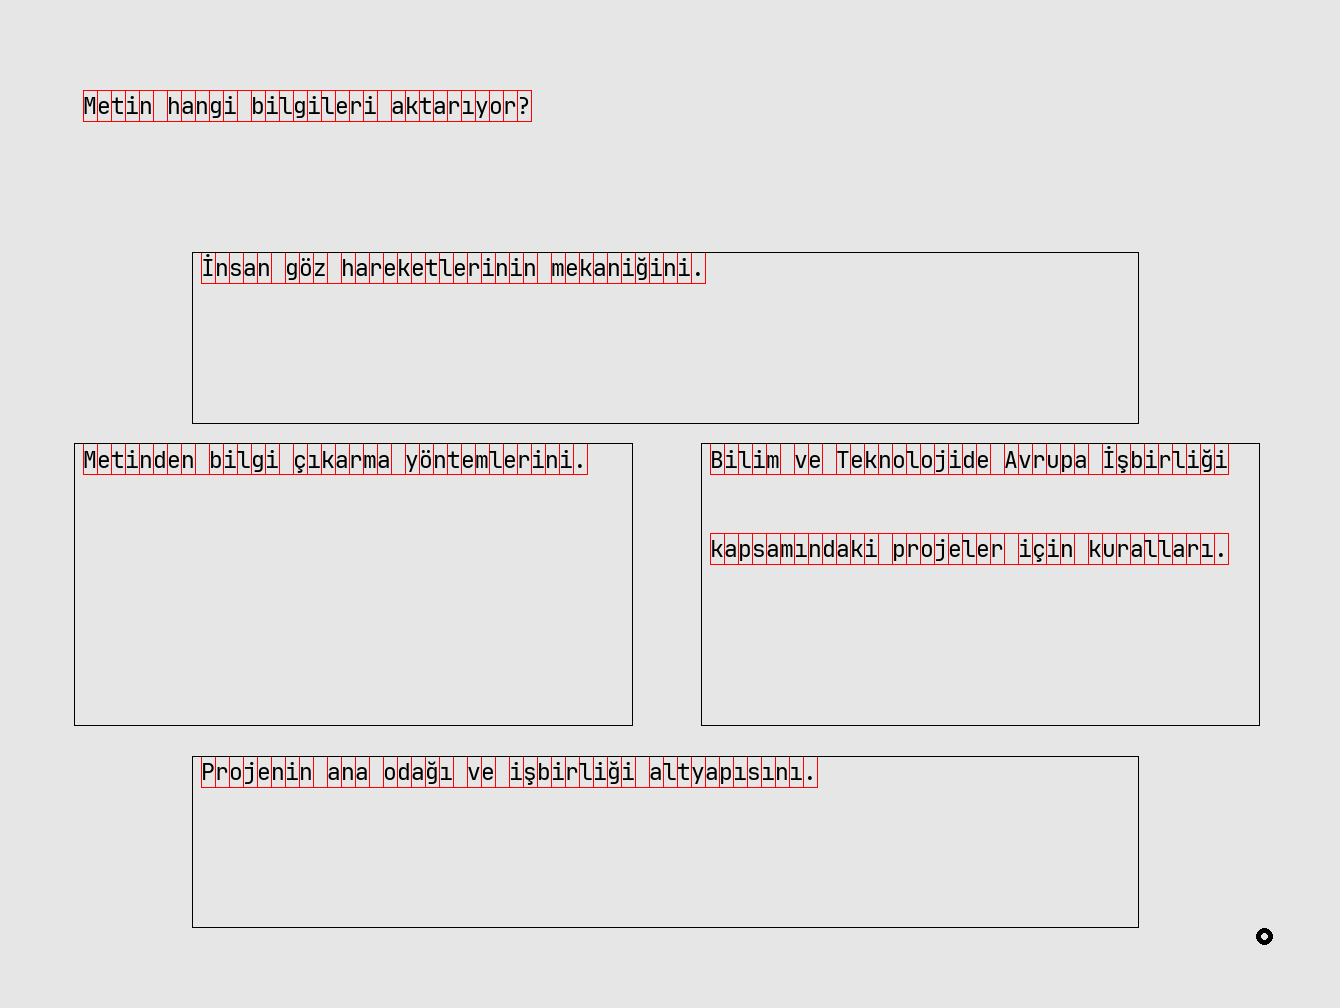 Metin hangi bilgileri aktarıyor?
İnsan göz hareketlerinin mekaniğini.
Metinden bilgi çıkarma yöntemlerini.
Bilim ve Teknolojide Avrupa İşbirliği
kapsamındaki projeler için kuralları.
Projenin ana odağı ve işbirliği altyapısını.